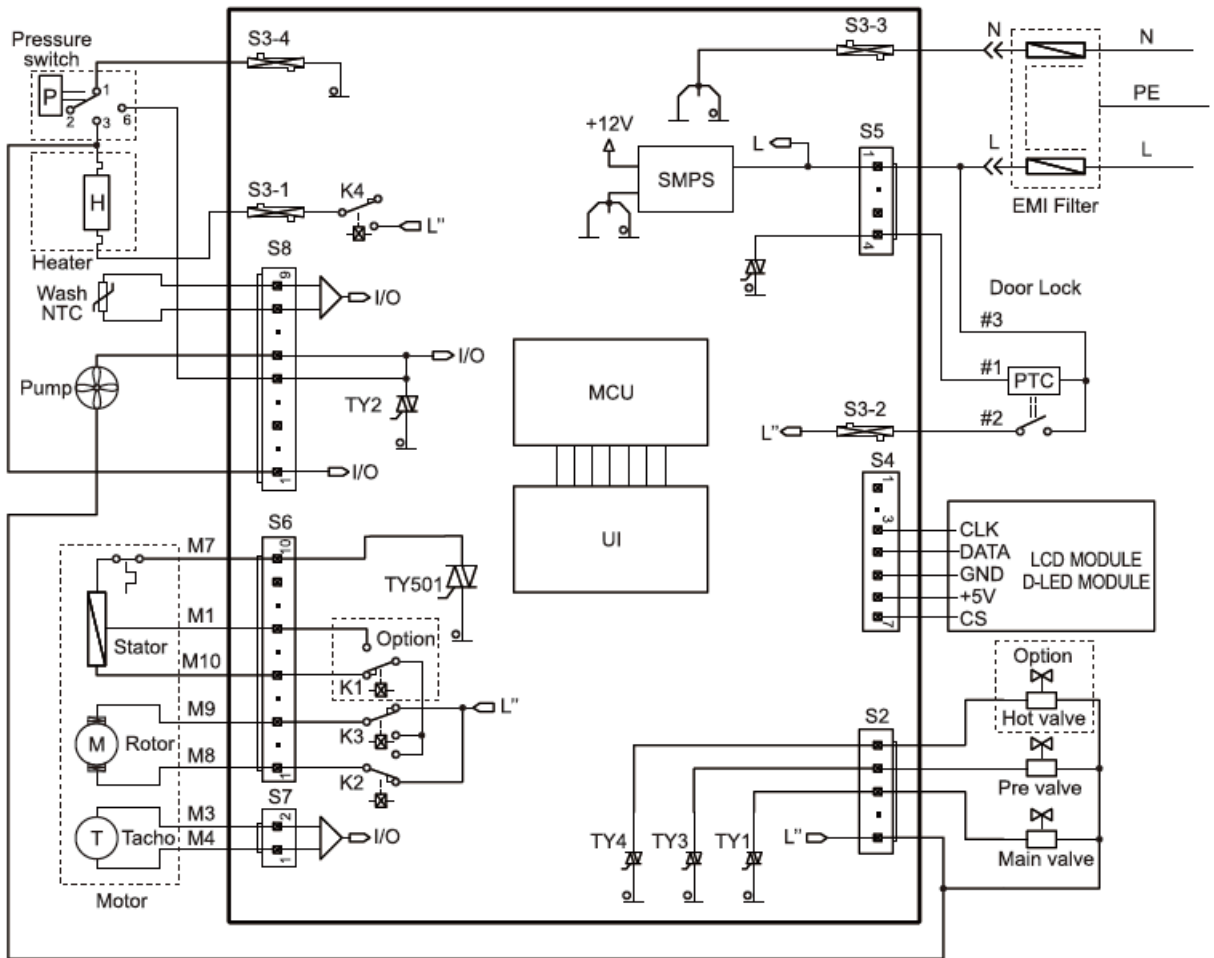 Pressure
switch
P
1
2
3
6
S3-4
S3-3
N
N
PE
L
L
EMI Filter
+12V
SMPS
L
S5
1
4
H
Heater
S3-1
K4
L"
Wash
NTC
S8
9
I/O
I/O
TY2
1
I/O
Pump
MCU
UI
Door Lock
#3
#1
PTC
#2
S3-2
L"
S4
1
3
7
CLK
DATA
GND
+5V
CS
LCD MODULE
D-LED MODULE
S6
10
M7
M1
M10
Stator
TY501
Option
K1
M9
M
Rotor
M8
K3
L"
K2
1
S7
2
1
M3
M4
T
Tacho
I/O
Motor
Option
Hot valve
S2
Pre valve
TY4
TY3
TY1
L"
Main valve